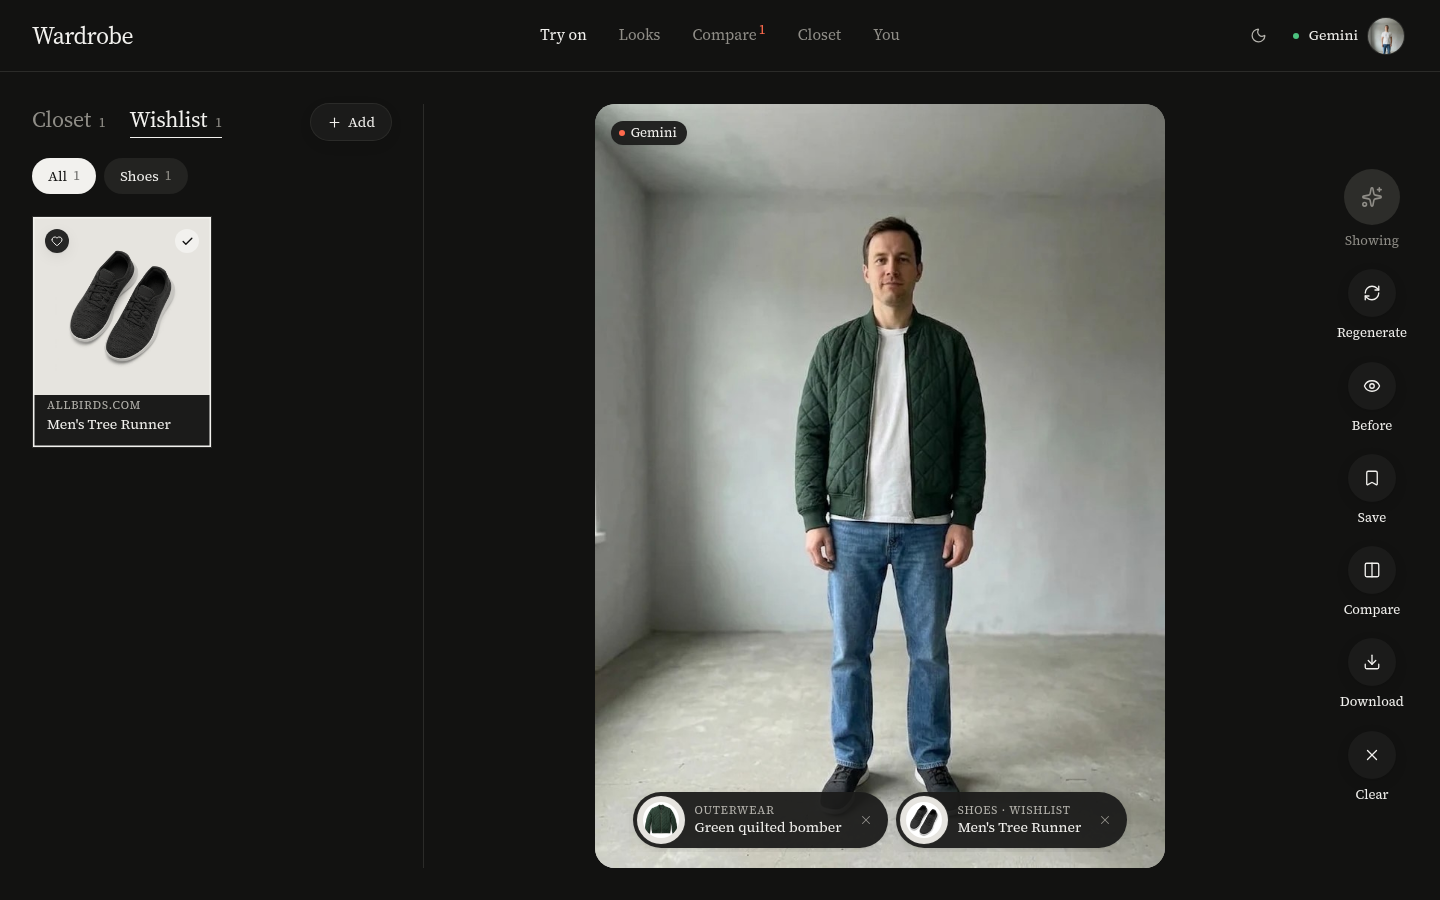 Wardrobe
Try on
Looks
Compare 1
Closet
You
Gemini
Closet 1
Wishlist 1
Add
All 1
Shoes 1
ALLBIRDS.COM
Men's Tree Runner
Gemini
OUTERWEAR
Green quilted bomber
SHOES · WISHLIST
Men's Tree Runner
Showing
Regenerate
Before
Save
Compare
Download
Clear